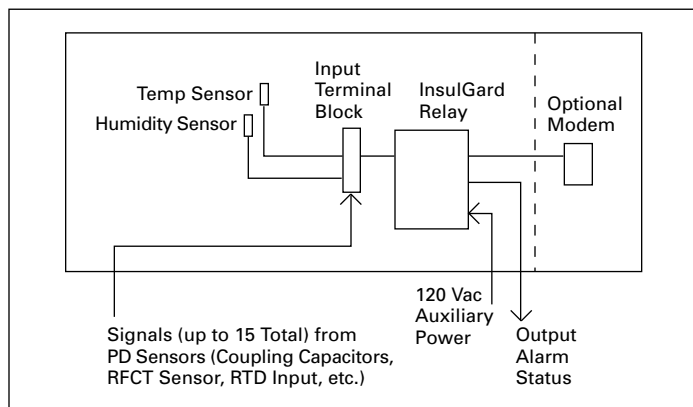 Input
Terminal
Block
InsulGard
Relay
Optional
Modem
Temp Sensor
Humidity Sensor
120 Vac
Auxiliary
Power
Signals (up to 15 Total) from
PD Sensors (Coupling Capacitors,
RFCT Sensor, RTD Input, etc.)
Output
Alarm
Status